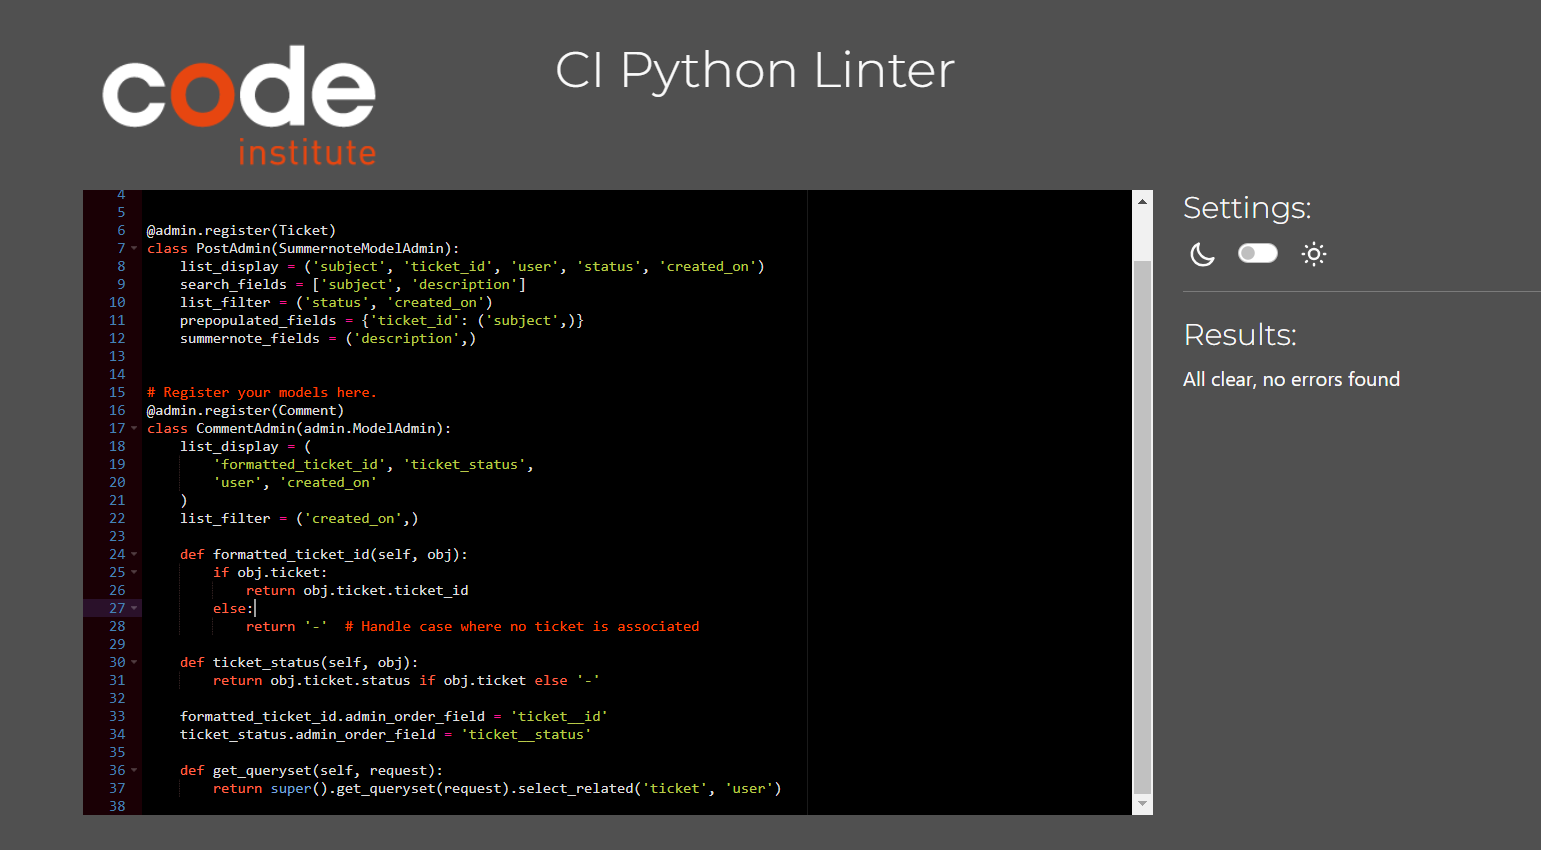 code
institute
CI Python Linter
4
5
6 @admin.register(Ticket)
7 class PostAdmin(SummernoteModelAdmin):
8     list_display = ('subject', 'ticket_id', 'user', 'status', 'created_on')
9     search_fields = ['subject', 'description']
10     list_filter = ('status', 'created_on')
11     prepopulated_fields = {'ticket_id': ('subject',)}
12     summernote_fields = ('description',)
13
14
15 # Register your models here.
16 @admin.register(Comment)
17 class CommentAdmin(admin.ModelAdmin):
18     list_display = (
19         'formatted_ticket_id', 'ticket_status',
20         'user', 'created_on'
21     )
22     list_filter = ('created_on',)
23
24     def formatted_ticket_id(self, obj):
25         if obj.ticket:
26             return obj.ticket.ticket_id
27         else:
28             return '-'  # Handle case where no ticket is associated
29
30     def ticket_status(self, obj):
31         return obj.ticket.status if obj.ticket else '-'
32
33     formatted_ticket_id.admin_order_field = 'ticket__id'
34     ticket_status.admin_order_field = 'ticket__status'
35
36     def get_queryset(self, request):
37         return super().get_queryset(request).select_related('ticket', 'user')
38
Settings:
Results:
All clear, no errors found